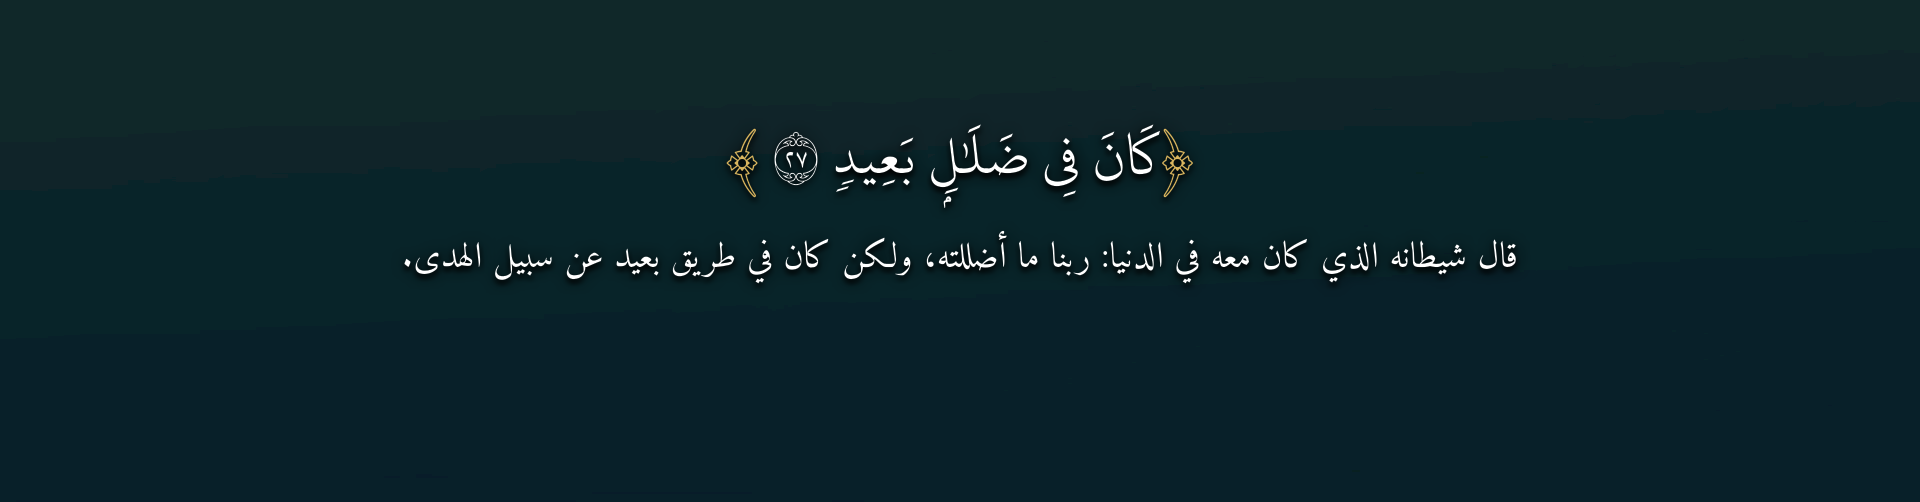 ﴿كَانَ فِى ضَلَـٰلِۭ بَعِيدٍۢ ٢٧﴾
قال شيطانه الذي كان معه في الدنيا: ربنا ما أضللته، ولكن كان في طريق بعيد عن سبيل الهدى.